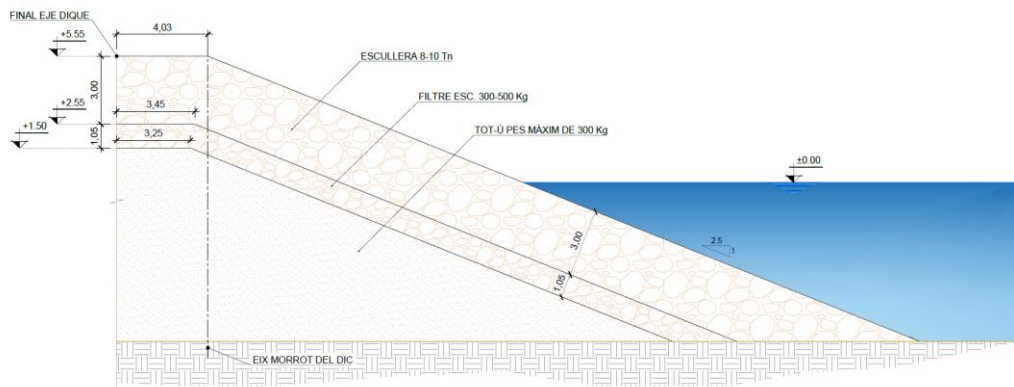 FINAL EJE DIQUE
4,03
+5.55
ESCULLERA 8-10 Tn
3,00
FILTRE ESC. 300-500 Kg
+2.55
3,45
TOT-Ú PES MÀXIM DE 300 Kg
+1.50
1,05
3,25
±0.00
2.5
1
3,00
1,05
EIX MORROT DEL DIC